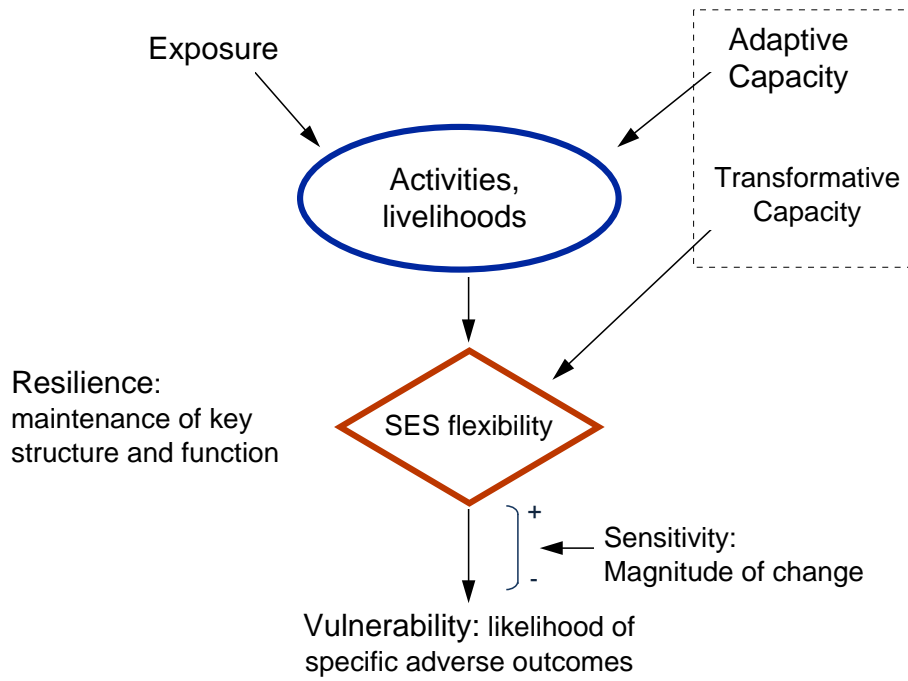 Exposure
Adaptive
Capacity
Activities,
livelihoods
Transformative
Capacity
Resilience:
maintenance of key
structure and function
SES flexibility
+
-
Sensitivity:
Magnitude of change
Vulnerability: likelihood of
specific adverse outcomes